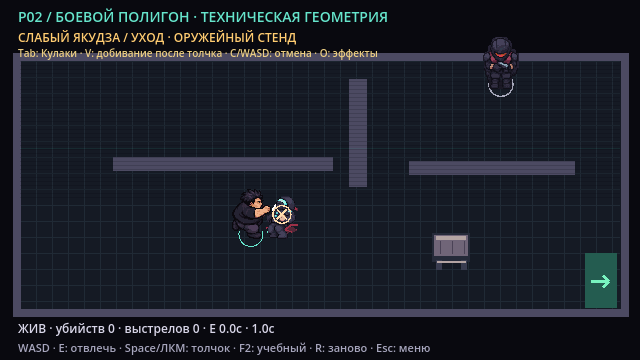 P02 / БОЕВОЙ ПОЛИГОН · ТЕХНИЧЕСКАЯ ГЕОМЕТРИЯ
СЛАБЫЙ ЯКУДЗА / УХОД · ОРУЖЕЙНЫЙ СТЕНД
Tab: Кулаки · V: добивание после толчка · C/WASD: отмена · O: эффекты
ЖИВ · убийств 0 · выстрелов 0 · E 0.0с · 1.0с
WASD · E: отвлечь · Space/ЛКМ: толчок · F2: учебный · R: заново · Esc: меню